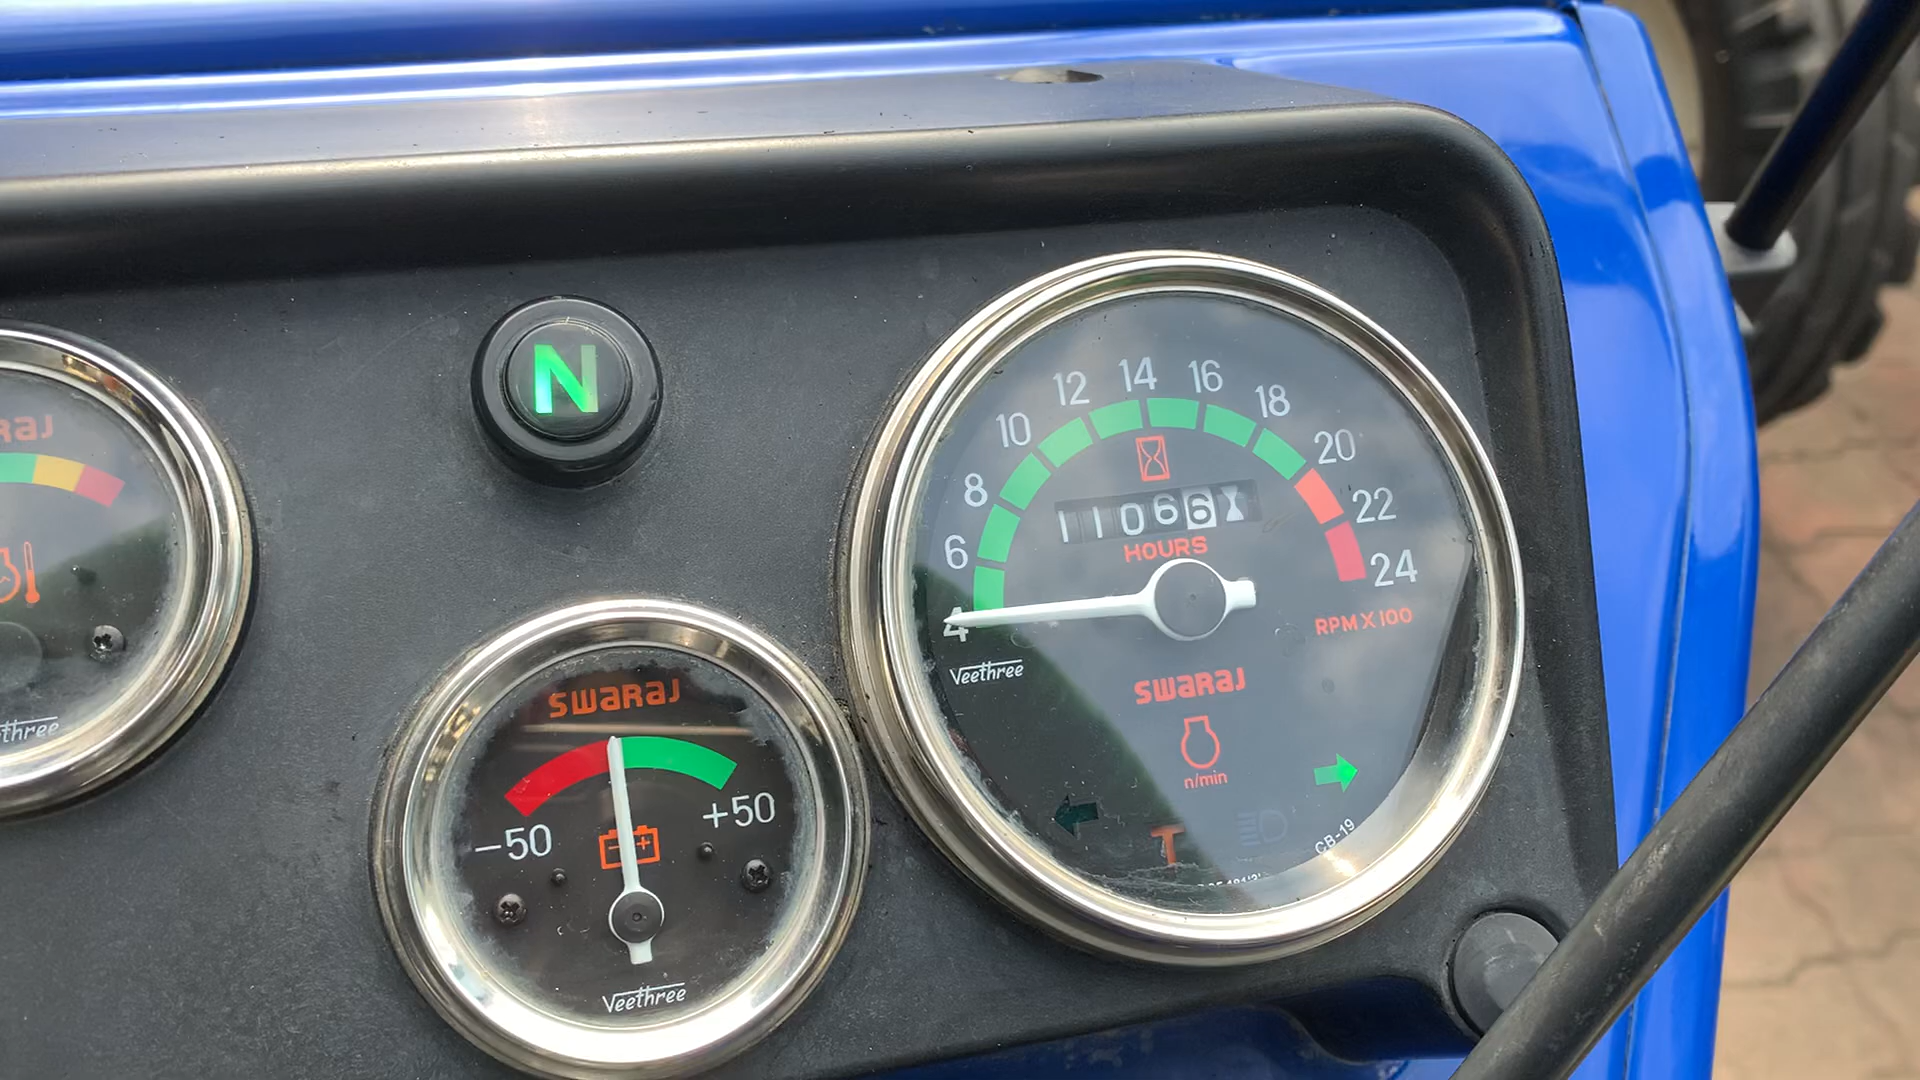 N
14
12
16
10
18
8
20
6
22
4
24
11066
HOURS
RPM X 100
Veethree
SWARAJ
n/min
CB-19
T
SWARAJ
-50
+50
- +
Veethree
raj
three